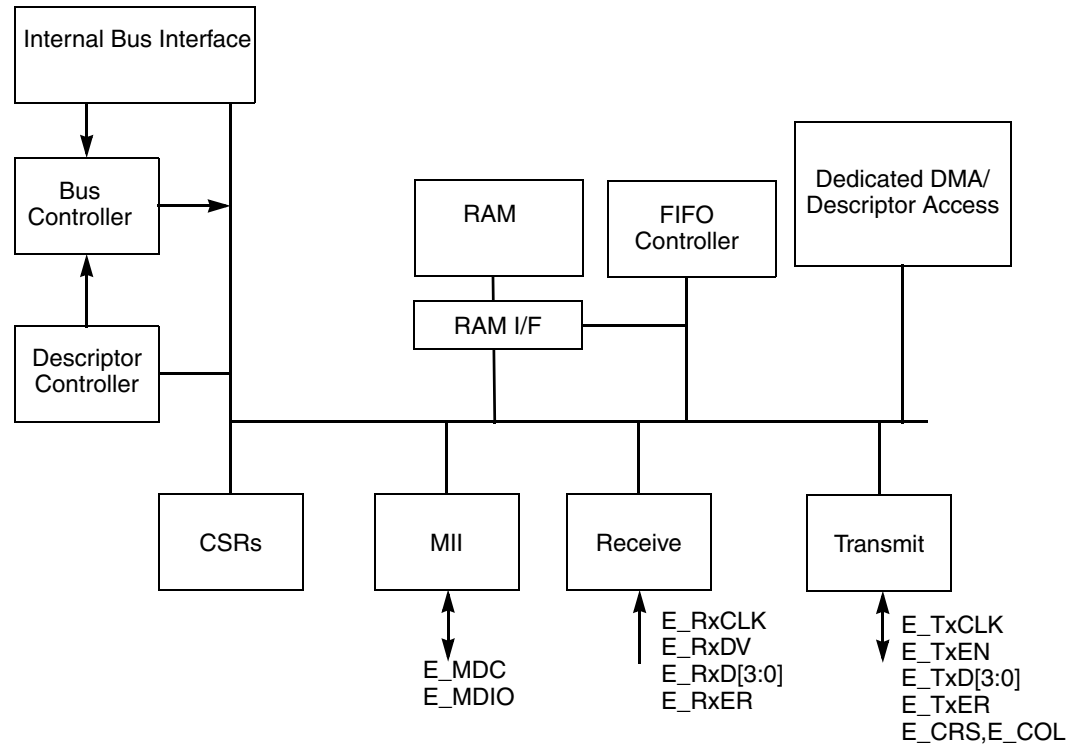 Internal Bus Interface
Bus
Controller
RAM
FIFO
Controller
Dedicated DMA/
Descriptor Access
RAM I/F
Descriptor
Controller
CSRs
MII
Receive
Transmit
E_MDC
E_MDIO
E_RxCLK
E_RxDV
E_RxD[3:0]
E_RxER
E_TxCLK
E_TxEN
E_TxD[3:0]
E_TxER
E_CRS,E_COL